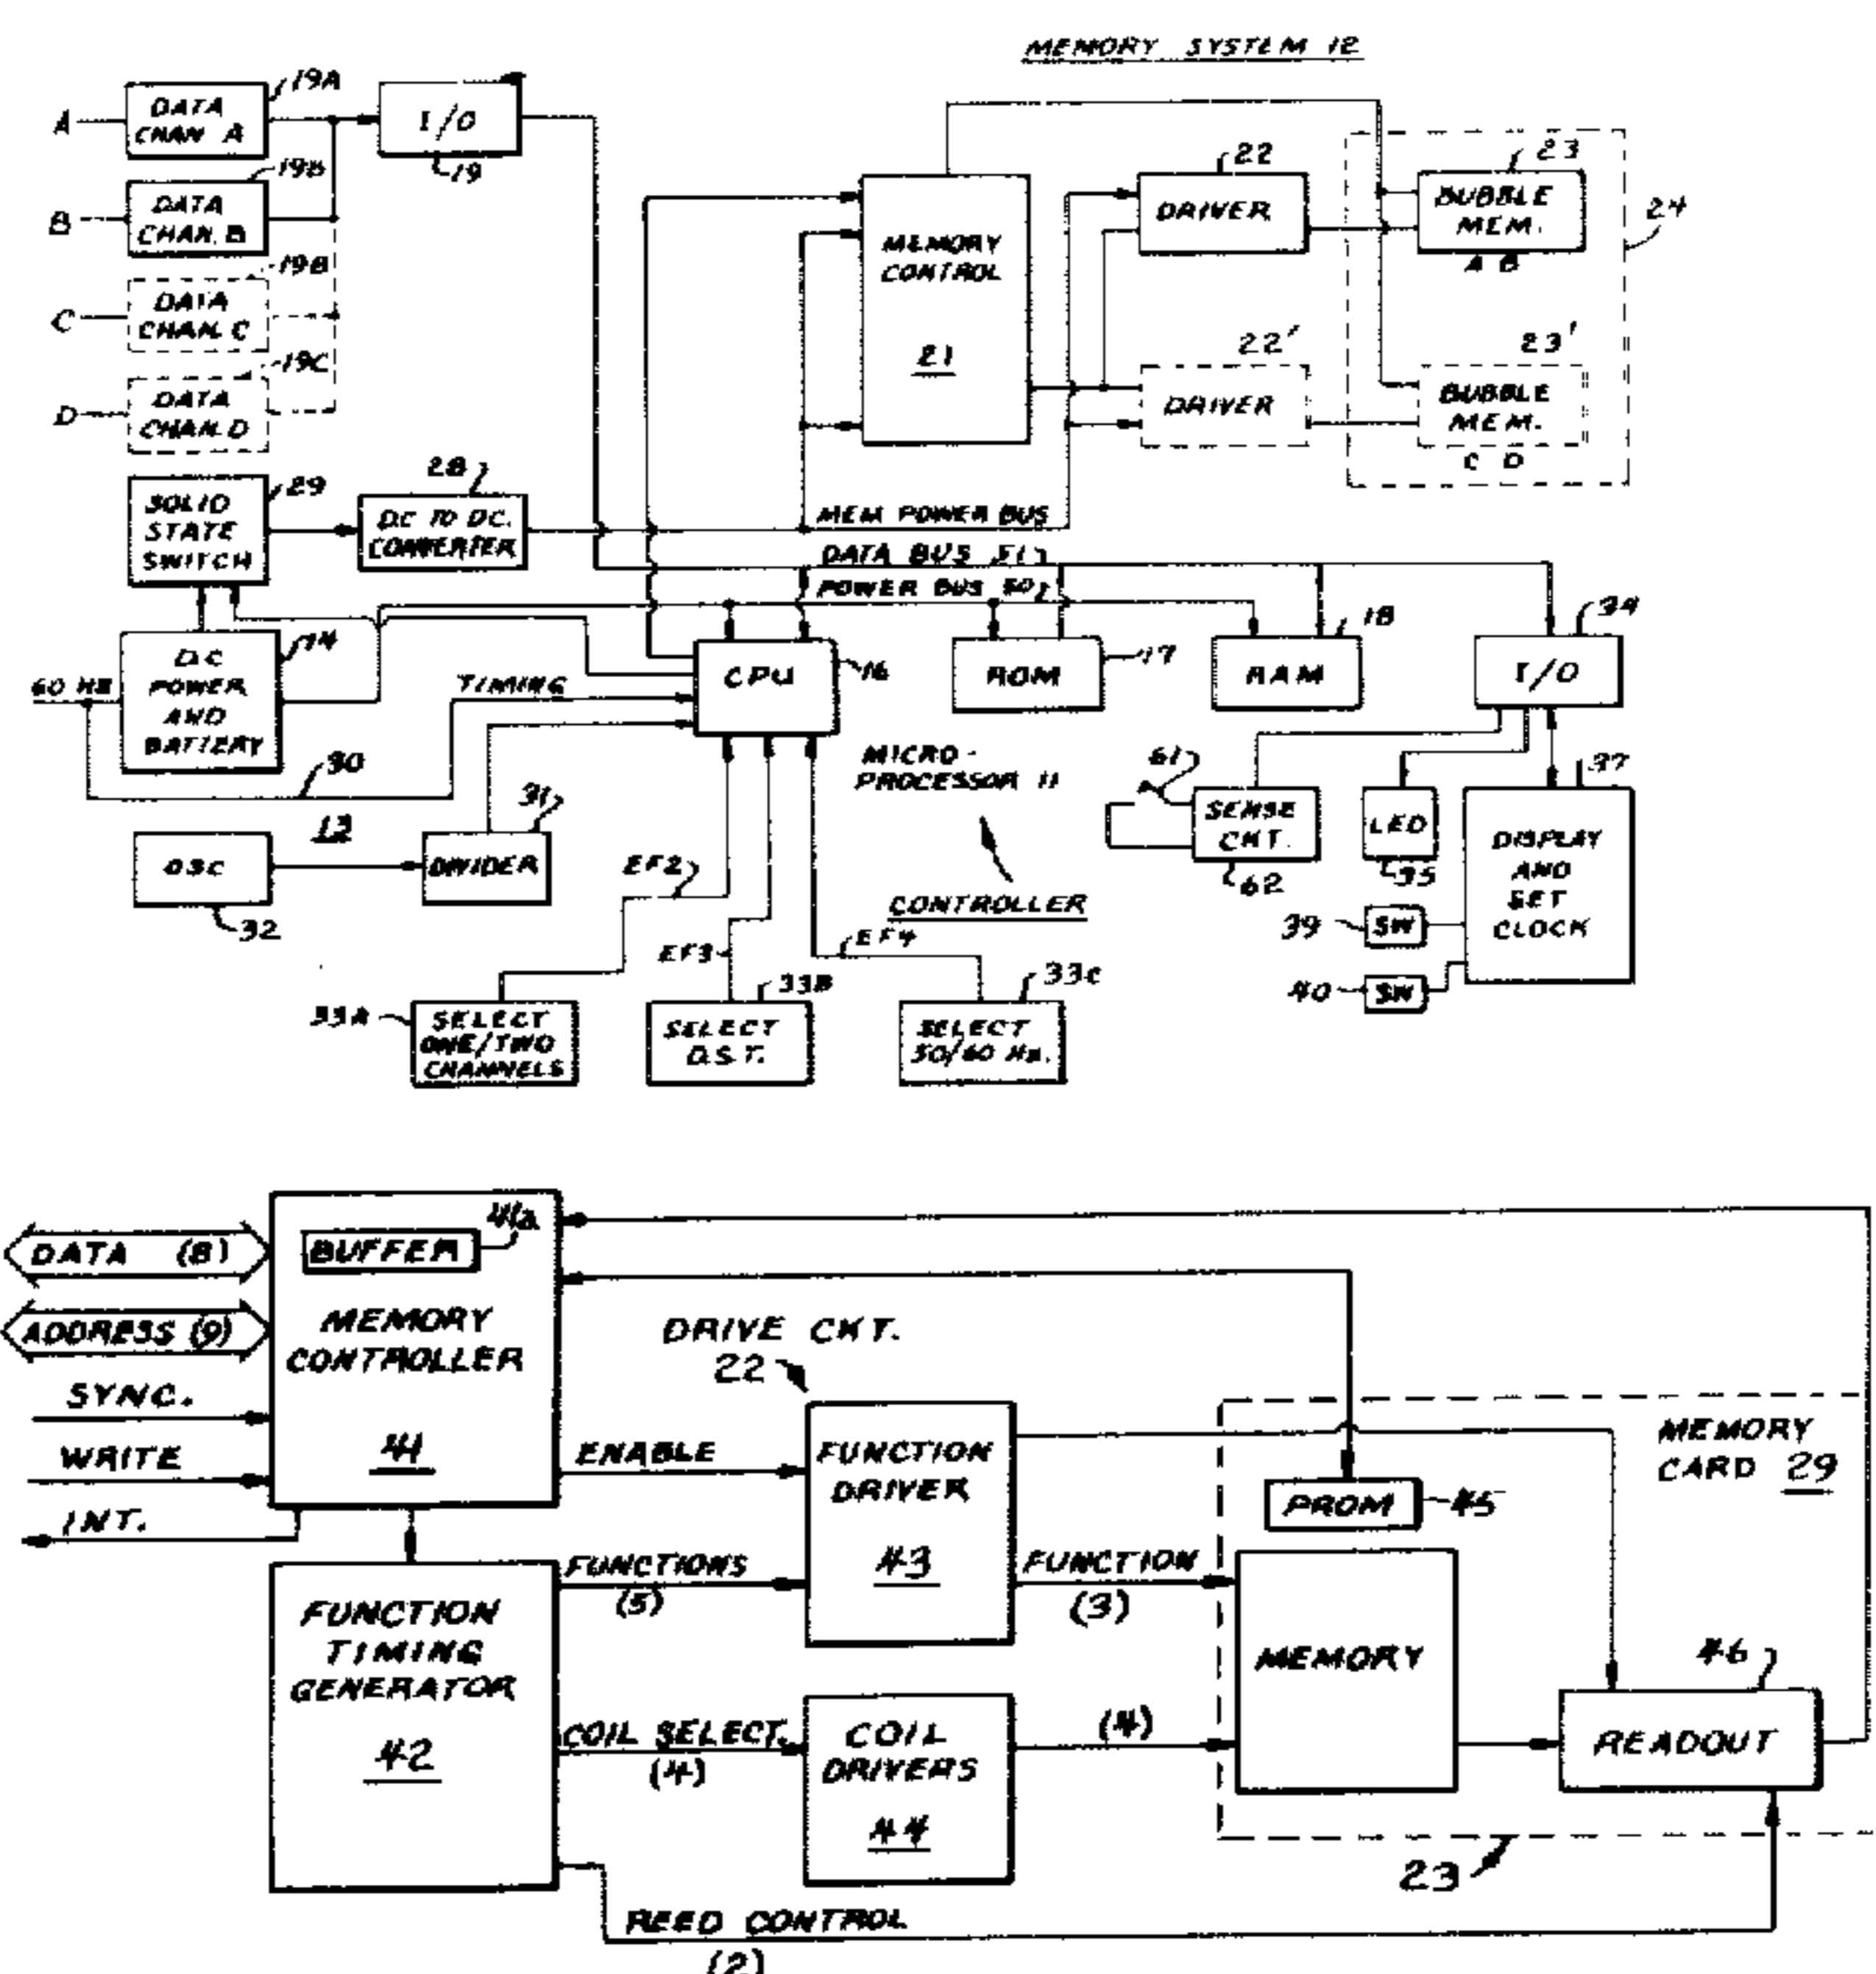 MEMORY SYSTEM 12
A
DATA
CHAN A
19A
I/O
19
B
DATA
CHAN. B
19B
C
DATA
CHAN. C
19B
D
DATA
CHAN. D
19C
MEMORY
CONTROL
21
22
DRIVER
22'
DRIVER
23
BUBBLE
MEM.
A B
24
23'
BUBBLE
MEM.
C D
SOLID
STATE
SWITCH
29
28
DC TO DC.
CONVERTER
MEM POWER BUS
DATA BUS 51
POWER BUS 50
60 HZ
DC
POWER
AND
BATTERY
14
TIMING
30
CPU
16
ROM
17
RAM
18
I/O
34
MICRO-
PROCESSOR 11
CONTROLLER
13
OSC
32
31
DIVIDER
61
SENSE
CKT.
62
LED
35
37
DISPLAY
AND
SET
CLOCK
39
SW
40
SW
EF2
EF3
EF4
33A
SELECT
ONE/TWO
CHANNELS
33B
SELECT
D.S.T.
33C
SELECT
50/60 Hz.
DATA (8)
ADDRESS (9)
SYNC.
WRITE
INT.
41a
BUFFER
MEMORY
CONTROLLER
41
DRIVE CKT.
22
ENABLE
FUNCTION
DRIVER
43
MEMORY
CARD 29
PROM
45
FUNCTION
TIMING
GENERATOR
42
FUNCTIONS
(5)
FUNCTION
(3)
MEMORY
46
READOUT
COIL SELECT.
(4)
COIL
DRIVERS
44
(4)
23
REED CONTROL
(2)